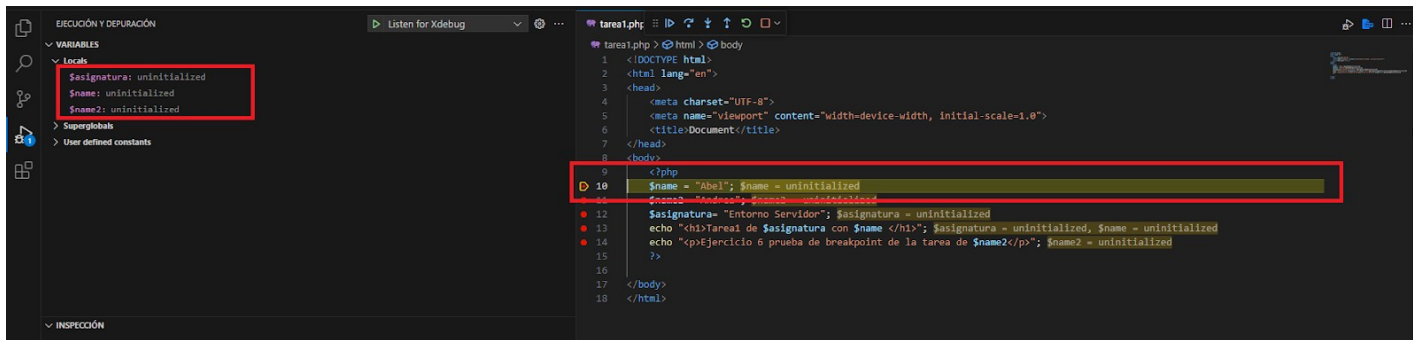 EJECUCIÓN Y DEPURACIÓN
Listen for Xdebug
VARIABLES
Locals
$asignatura: uninitialized
$name: uninitialized
$name2: uninitialized
Superglobals
User defined constants
1
INSPECCIÓN
tarea1.php
tarea1.php > html > body
1 <!DOCTYPE html>
2 <html lang="en">
3 <head>
4 <meta charset="UTF-8">
5 <meta name="viewport" content="width=device-width, initial-scale=1.0">
6 <title>Document</title>
7 </head>
8 <body>
9 <?php
10 $name = "Abel"; $name = uninitialized
11 $name2= "Andrea"; $name2 = uninitialized
12 $asignatura= "Entorno Servidor"; $asignatura = uninitialized
13 echo "<h1>Tarea1 de $asignatura con $name </h1>"; $asignatura = uninitialized, $name = uninitialized
14 echo "<p>Ejercicio 6 prueba de breakpoint de la tarea de $name2</p>"; $name2 = uninitialized
15 ?>
16
17 </body>
18 </html>